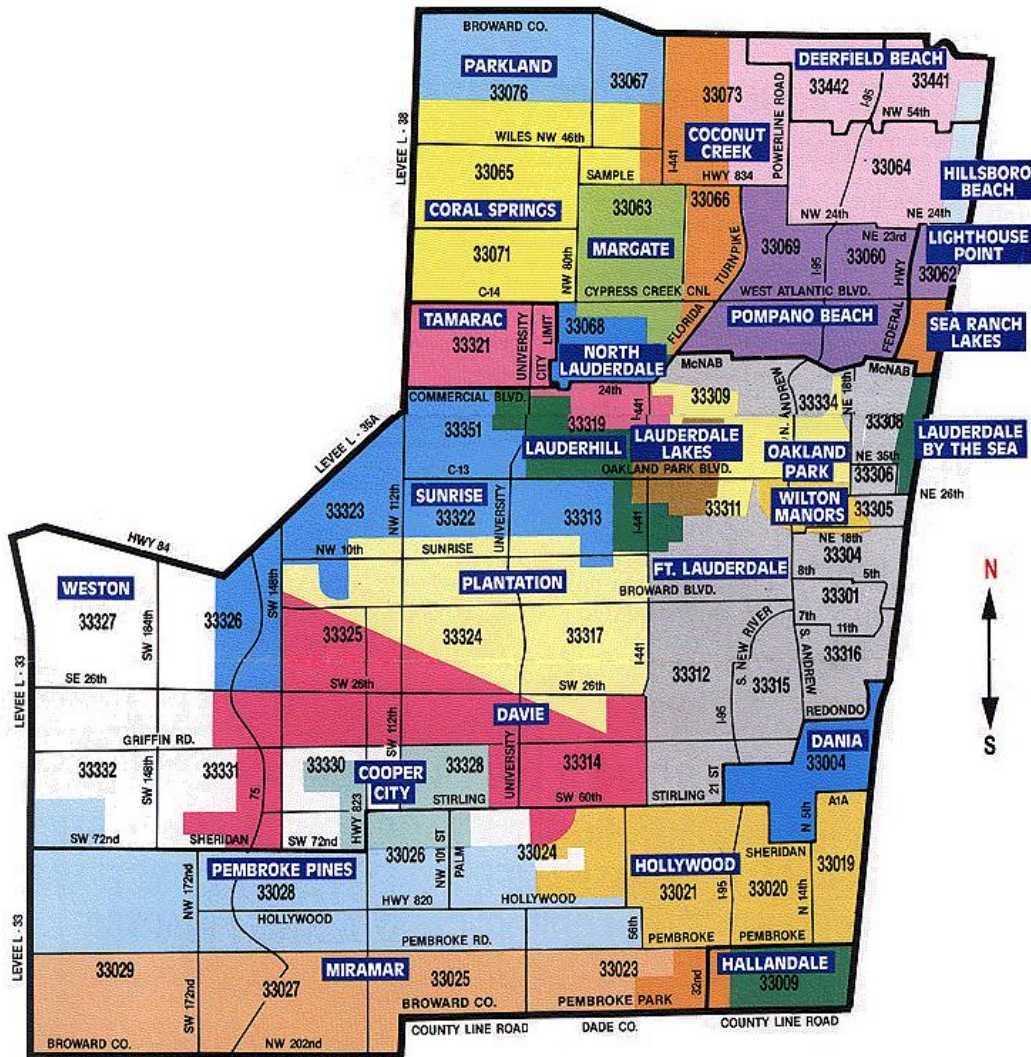 BROWARD CO.
PARKLAND
33076
33067
33073
POWERLINE ROAD
DEERFIELD BEACH
33442
33441
I-95
NW 54th
LEVEE L - 38
WILES NW 46th
COCONUT
CREEK
I-441
HWY 834
33064
HILLSBORO
BEACH
33065
SAMPLE
CORAL SPRINGS
33063
33066
NW 24th
NE 24th
MARGATE
TURNPIKE
33069
I-95
NE 23rd
33060
HWY
LIGHTHOUSE
POINT
33062
33071
NW 80th
C-14
CYPRESS CREEK CNL
WEST ATLANTIC BLVD.
TAMARAC
33321
UNIVERSITY
CITY LIMIT
33068
NORTH
LAUDERDALE
FLORIDA
POMPANO BEACH
FEDERAL
SEA RANCH
LAKES
McNAB
McNAB
24th
COMMERCIAL BLVD.
I-441
33309
N. ANDREW
33334
NE 18th
33308
LEVEE L-35A
33351
33319
LAUDERHILL
LAUDERDALE
LAKES
OAKLAND
PARK
LAUDERDALE
BY THE SEA
C-13
OAKLAND PARK BLVD.
NE 35th
33306
NE 26th
SUNRISE
33323
NW 112th
33322
UNIVERSITY
33313
I-441
33311
WILTON
MANORS
33305
HWY 84
NW 10th
SUNRISE
NE 18th
33304
WESTON
33327
SW 184th
33326
SW 148th
PLANTATION
FT. LAUDERDALE
BROWARD BLVD.
8th
5th
33301
7th
11th
33325
33324
33317
I-441
33312
S. NEW RIVER
33315
S. ANDREW
33316
N
S
LEVEE L - 33
SE 26th
SW 26th
SW 26th
I-95
REDONDO
DAVIE
SW 112th
GRIFFIN RD.
UNIVERSITY
DANIA
33004
33332
SW 148th
33331
75
33330
COOPER
CITY
33328
33314
STIRLING
SW 60th
STIRLING
21 ST
A1A
SW 72nd
SHERIDAN
SW 72nd
HWY 823
N 5th
PEMBROKE PINES
33028
NW 172nd
33026
NW 101 ST
PALM
33024
HOLLYWOOD
33021
I-95
SHERIDAN
33020
N 14th
33019
HWY 820
HOLLYWOOD
HOLLYWOOD
LEVEE L - 33
PEMBROKE RD.
56th
PEMBROKE
PEMBROKE
33029
SW 172nd
33027
MIRAMAR
33025
33023
32nd
HALLANDALE
33009
BROWARD CO.
PEMBROKE PARK
BROWARD CO.
NW 202nd
COUNTY LINE ROAD
DADE CO.
COUNTY LINE ROAD